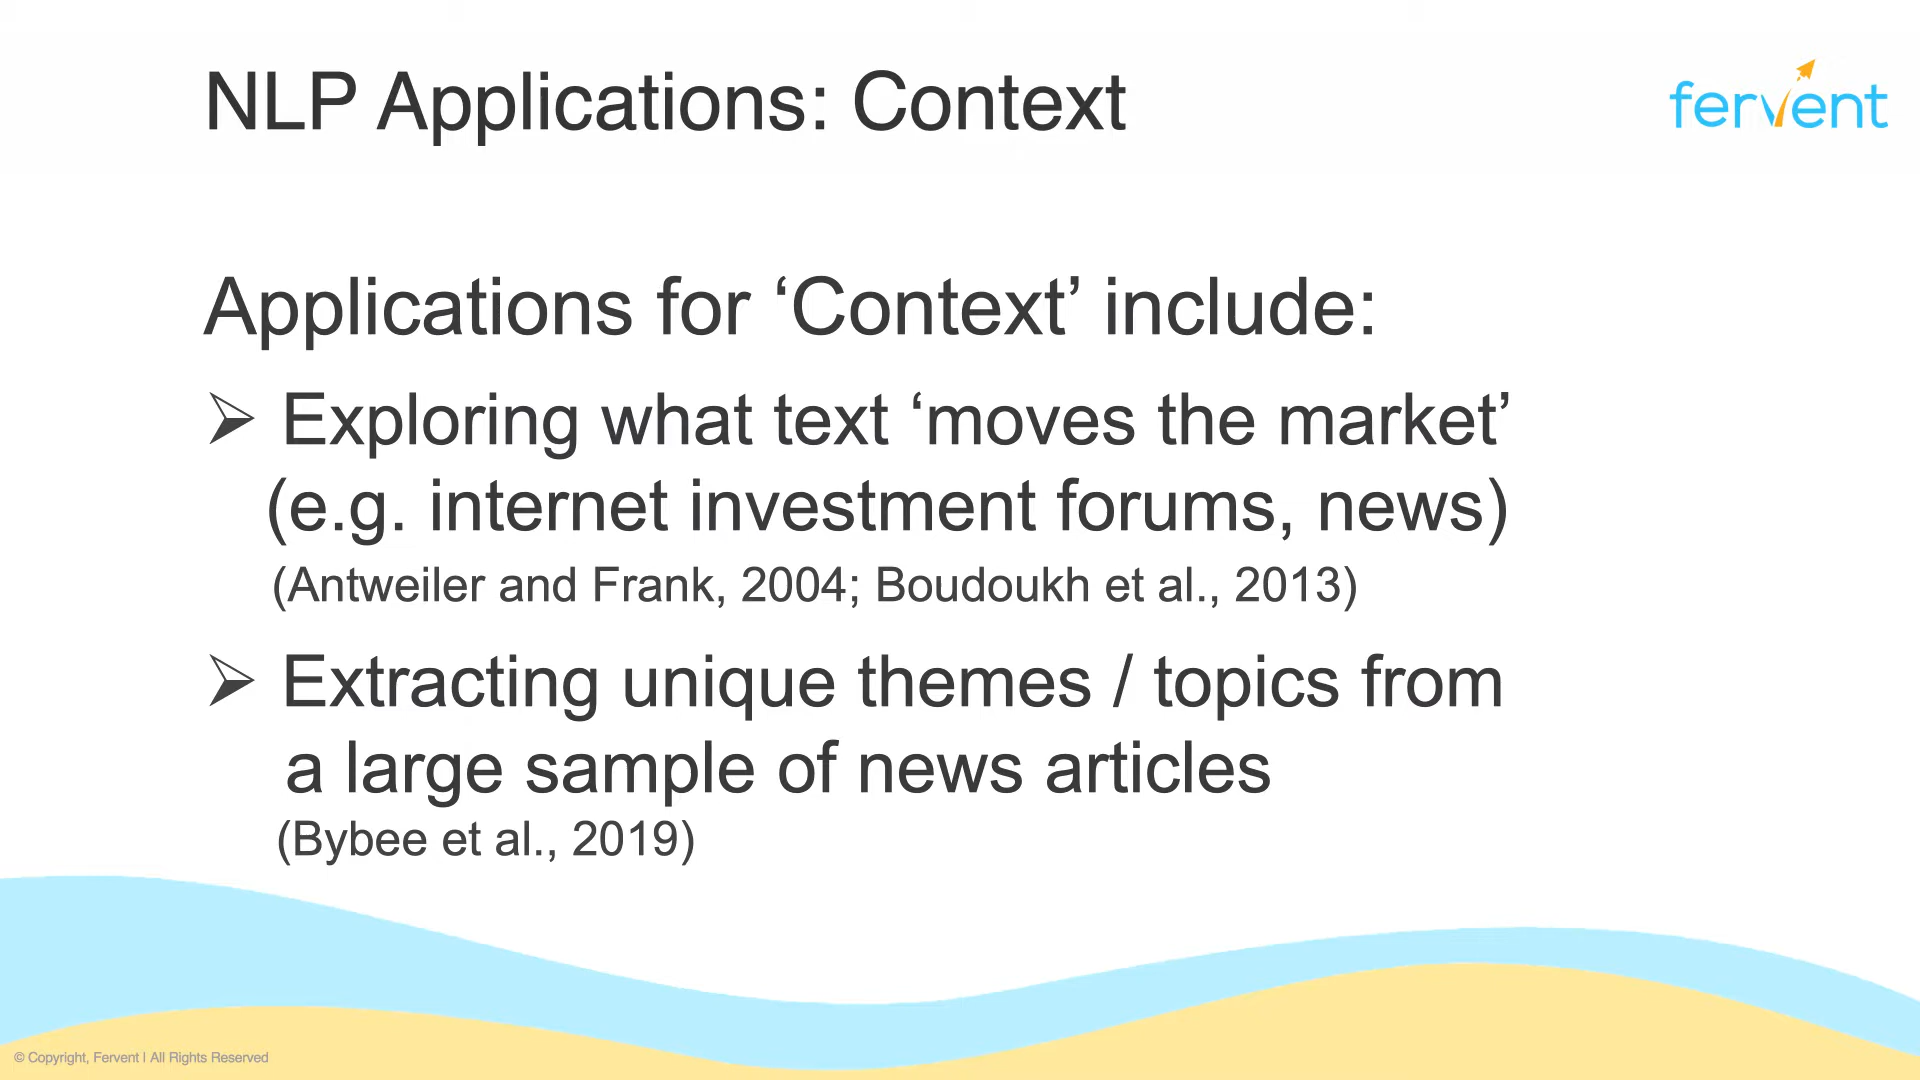 NLP Applications: Context
fervent
Applications for ‘Context’ include:
➢ Exploring what text ‘moves the market’
(e.g. internet investment forums, news)
(Antweiler and Frank, 2004; Boudoukh et al., 2013)
➢ Extracting unique themes / topics from
a large sample of news articles
(Bybee et al., 2019)
© Copyright, Fervent | All Rights Reserved